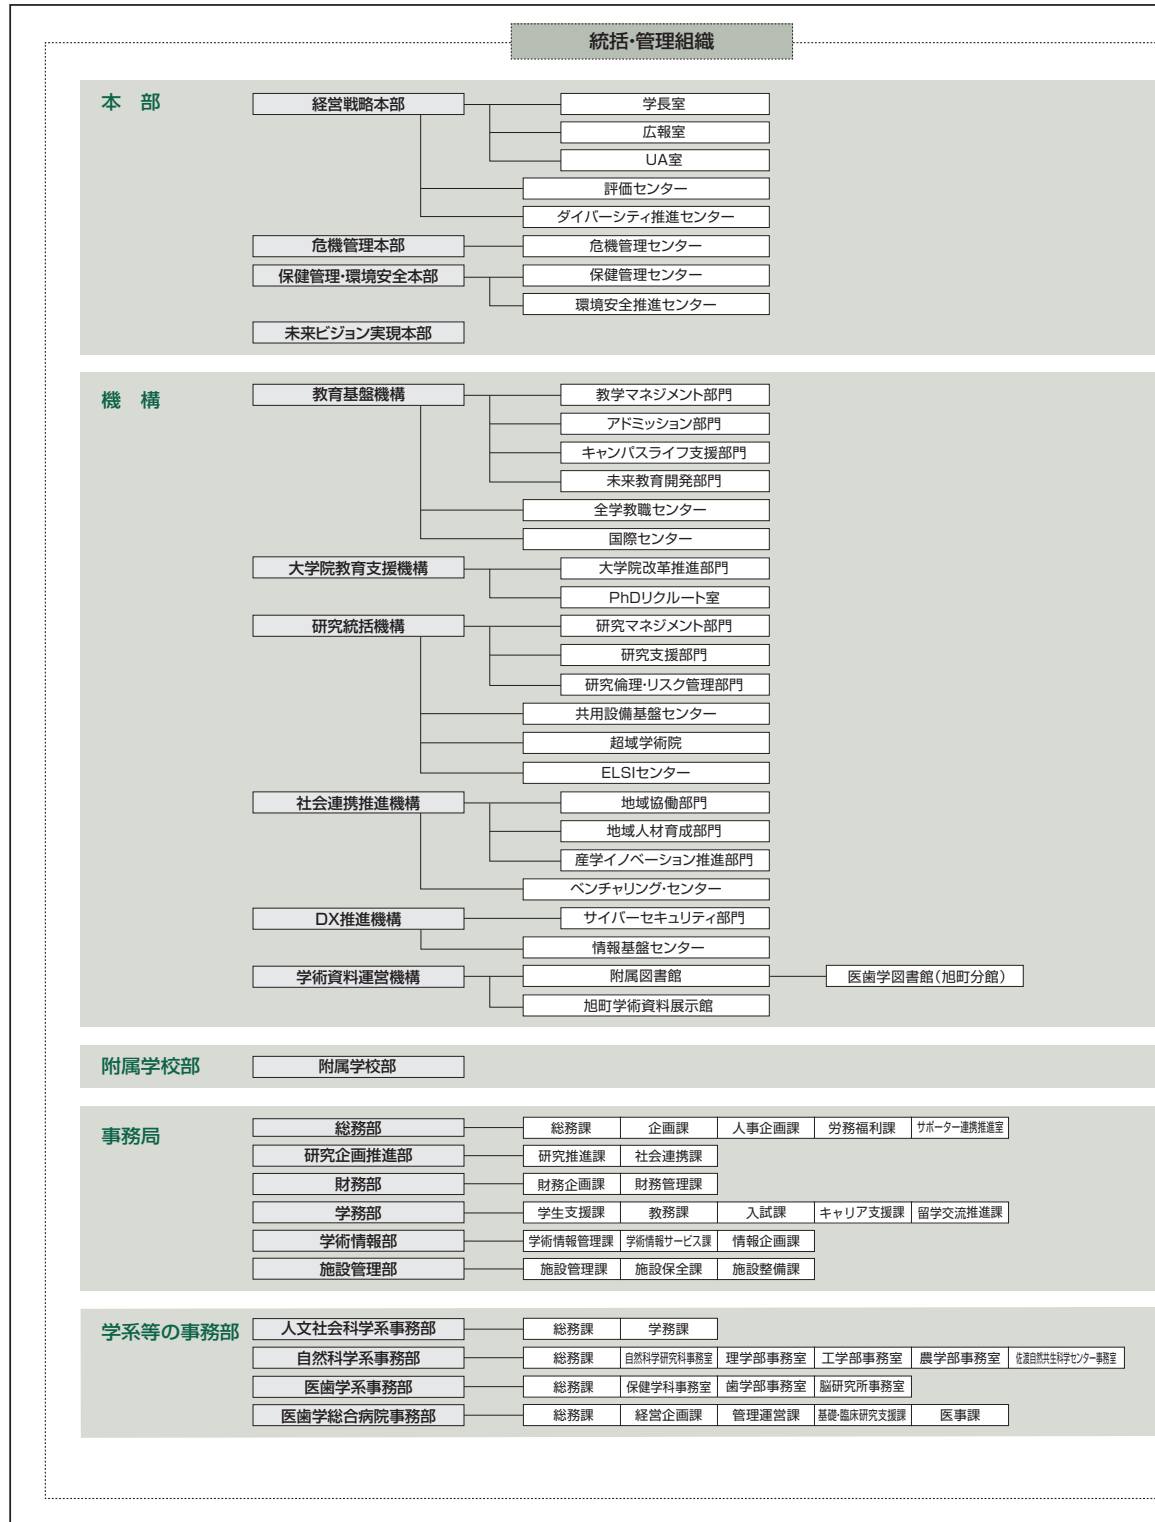 統括・管理組織
本 部
経営戦略本部
学長室
広報室
UA室
評価センター
ダイバーシティ推進センター
危機管理本部
危機管理センター
保健管理・環境安全本部
保健管理センター
環境安全推進センター
未来ビジョン実現本部
機 構
教育基盤機構
教学マネジメント部門
アドミッション部門
キャンパスライフ支援部門
未来教育開発部門
全学教職センター
国際センター
大学院教育支援機構
大学院改革推進部門
PhDリクルート室
研究統括機構
研究マネジメント部門
研究支援部門
研究倫理・リスク管理部門
共用設備基盤センター
超域学術院
ELSIセンター
社会連携推進機構
地域協働部門
地域人材育成部門
産学イノベーション推進部門
ベンチャリング・センター
DX推進機構
サイバーセキュリティ部門
情報基盤センター
学術資料運営機構
附属図書館
医歯学図書館(旭町分館)
旭町学術資料展示館
附属学校部
附属学校部
事務局
総務部
総務課 企画課 人事企画課 労務福利課 サポーター連携推進室
研究企画推進部
研究推進課 社会連携課
財務部
財務企画課 財務管理課
学務部
学生支援課 教務課 入試課 キャリア支援課 留学交流推進課
学術情報部
学術情報管理課 学術情報サービス課 情報企画課
施設管理部
施設管理課 施設保全課 施設整備課
学系等の事務部
人文社会科学系事務部
総務課 学務課
自然科学系事務部
総務課 自然科学研究科事務室 理学部事務室 工学部事務室 農学部事務室 佐渡自然共生科学センター事務室
医歯学系事務部
総務課 保健学科事務室 歯学部事務室 脳研究所事務室
医歯学総合病院事務部
総務課 経営企画課 管理運営課 基礎・臨床研究支援課 医事課